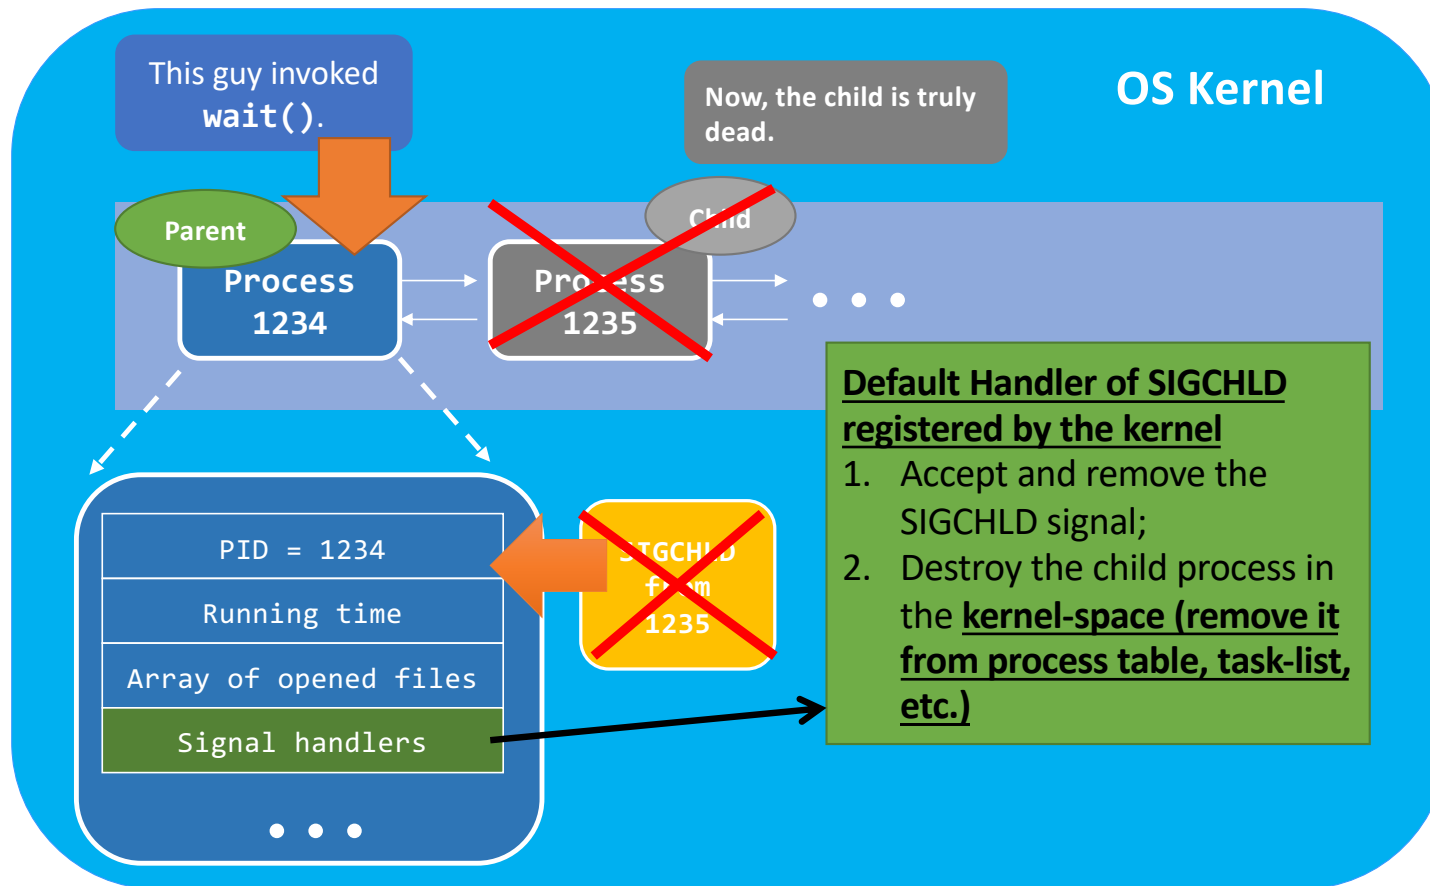 This guy invoked
wait().
Now, the child is truly
dead.
OS Kernel
Parent
Child
Process
1234
Process
1235
Default Handler of SIGCHLD
registered by the kernel
1. Accept and remove the
SIGCHLD signal;
2. Destroy the child process in
the kernel-space (remove it
from process table, task-list,
etc.)
PID = 1234
Running time
Array of opened files
Signal handlers
SIGCHLD
from
1235